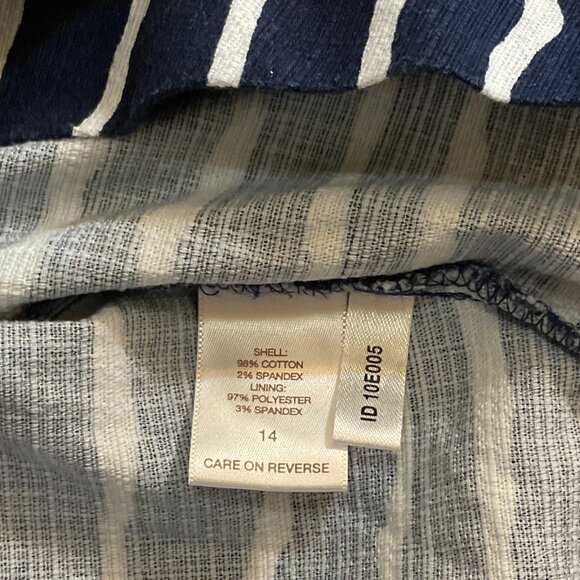 SHELL:
98% COTTON
2% SPANDEX
LINING:
97% POLYESTER
3% SPANDEX
14
CARE ON REVERSE
ID 10E005